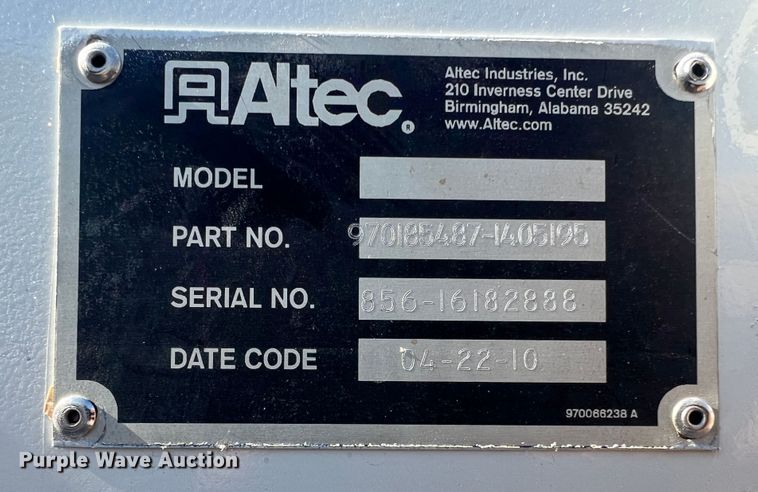 Altec®
Altec Industries, Inc.
210 Inverness Center Drive
Birmingham, Alabama 35242
www.Altec.com
MODEL
PART NO. 970185487-1405195
SERIAL NO. 856-16182888
DATE CODE 04-22-10
970066238 A
Purple Wave Auction